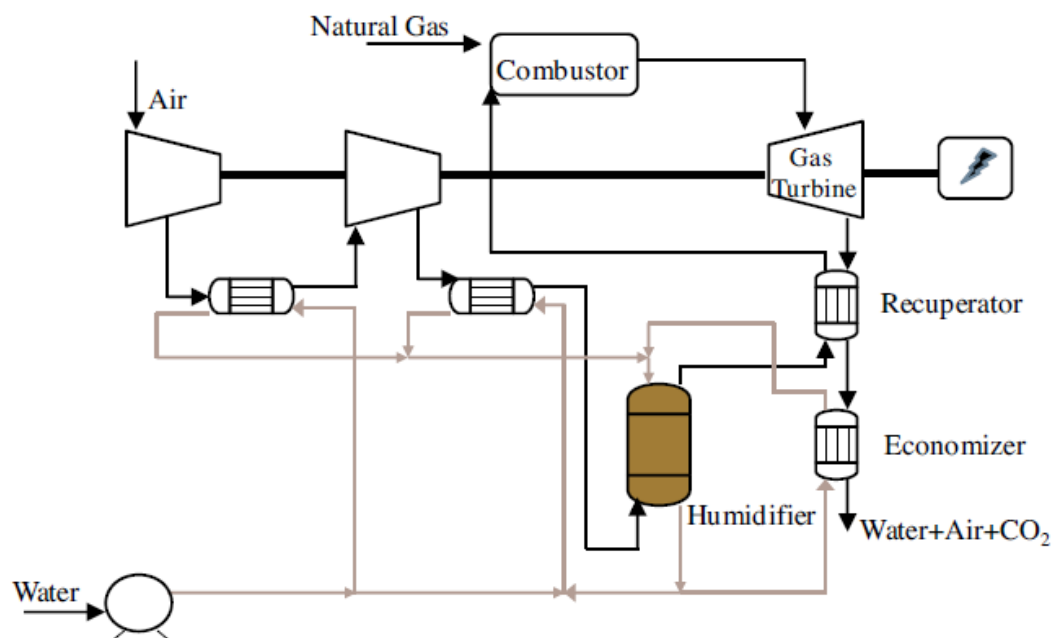 Natural Gas
Combustor
Air
Gas
Turbine
Recuperator
Economizer
Humidifier
Water+Air+CO₂
Water